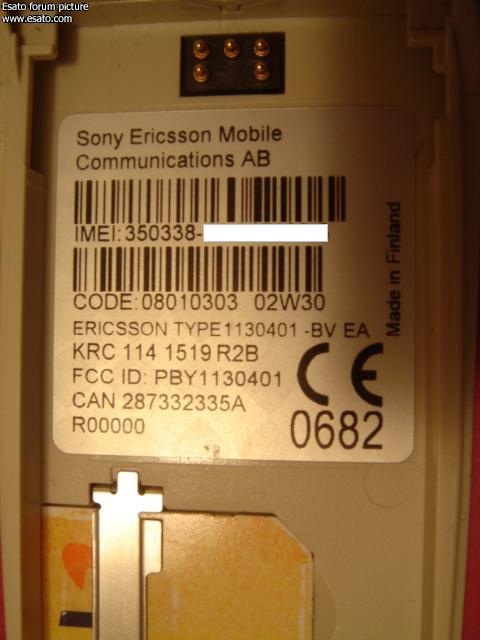 Esato forum picture
www.esato.com
Sony Ericsson Mobile
Communications AB
IMEI: 350338-
CODE: 08010303 02W30
ERICSSON TYPE1130401 -BV EA
KRC 114 1519 R2B
FCC ID: PBY1130401
CAN 287332335A
R00000
CE
0682
Made in Finland